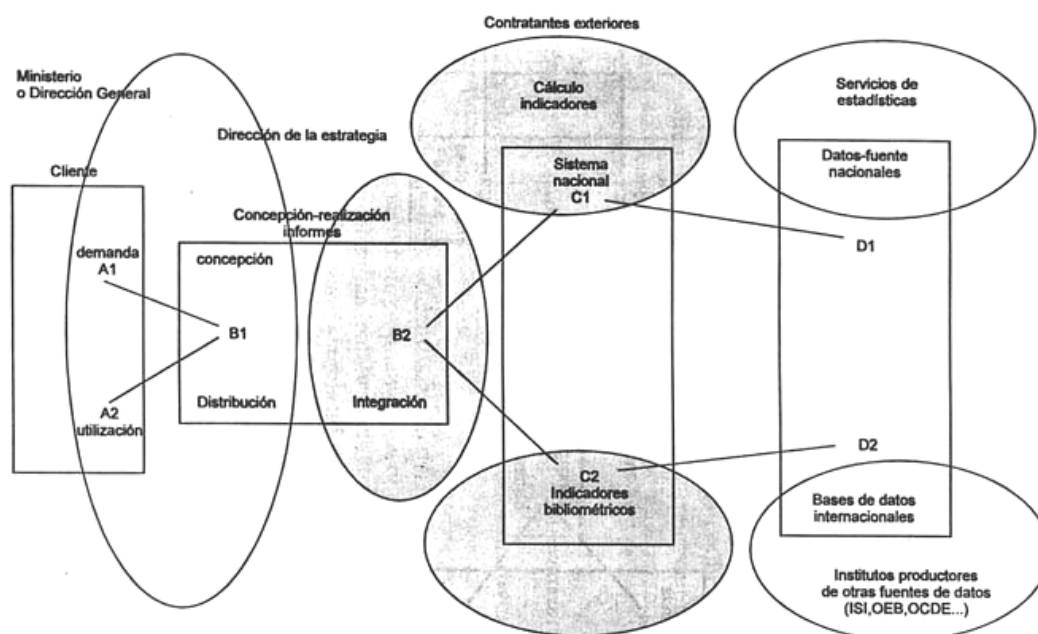 Contratantes exteriores
Ministerio
o Dirección General
Cálculo
indicadores
Servicios de
estadísticas
Dirección de la estrategia
Cliente
Sistema
nacional
C1
Datos-fuente
nacionales
Concepción-realización
informes
demanda
A1
concepción
D1
B1
B2
A2
utilización
Distribución
Integración
D2
C2
Indicadores
bibliométricos
Bases de datos
internacionales
Institutos productores
de otras fuentes de datos
(ISI,OEB,OCDE...)